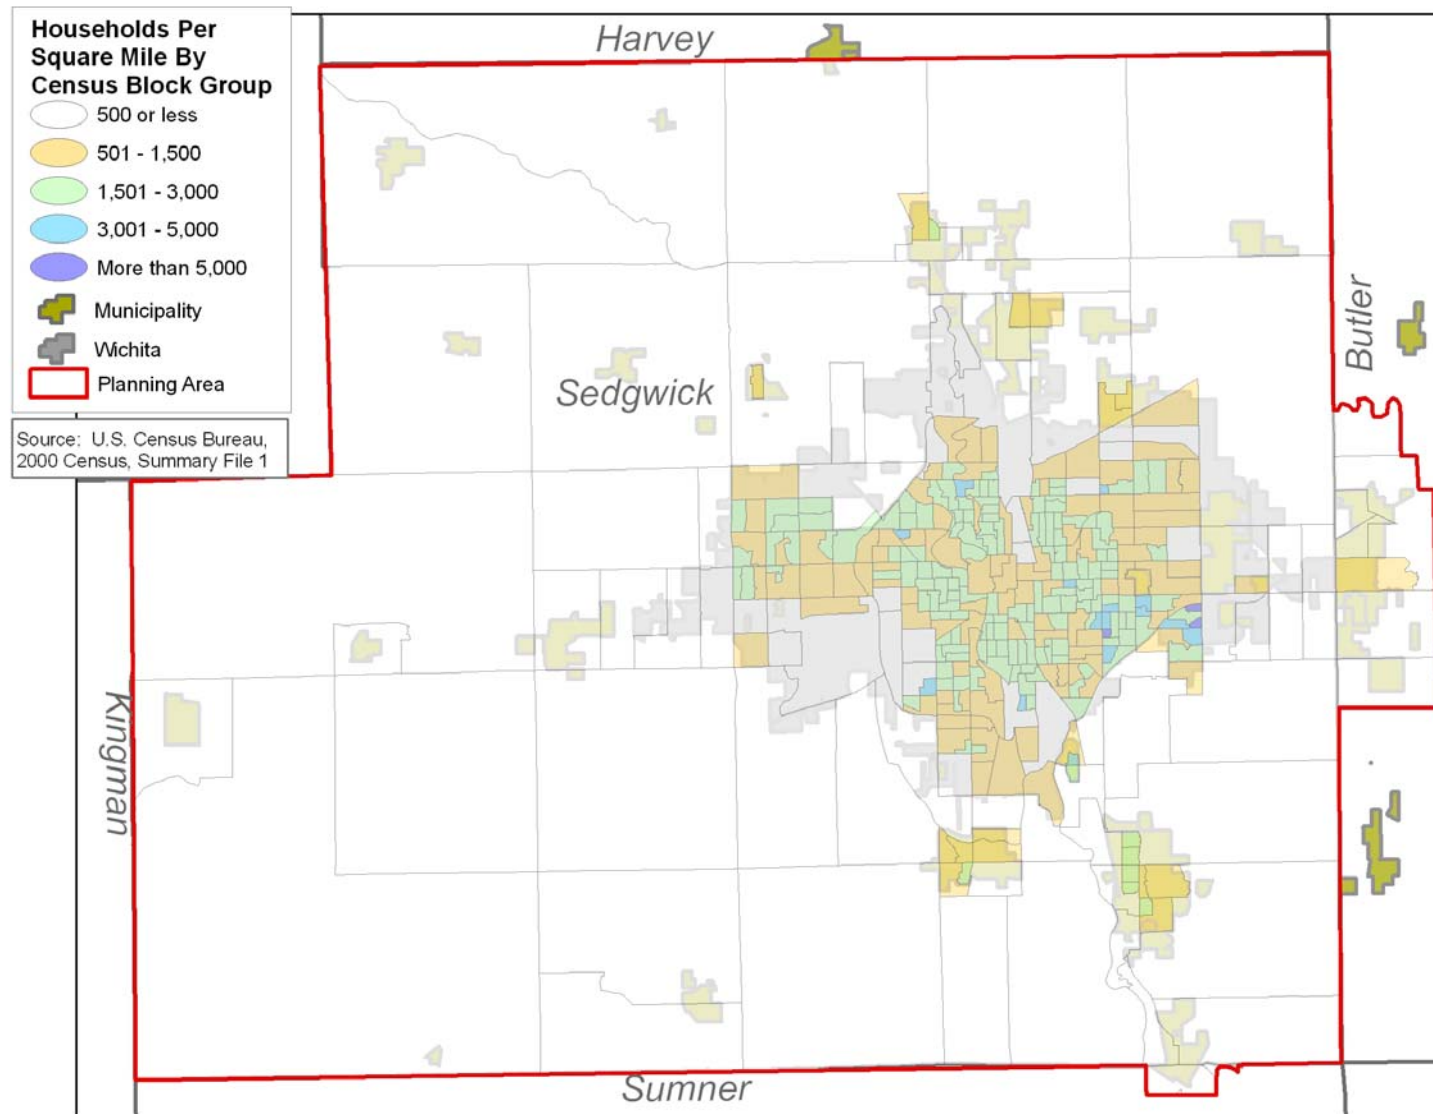 Households Per
Square Mile By
Census Block Group
500 or less
501 - 1,500
1,501 - 3,000
3,001 - 5,000
More than 5,000
Municipality
Wichita
Planning Area
Source: U.S. Census Bureau,
2000 Census, Summary File 1
Harvey
Butler
Sedgwick
Kingman
Sumner